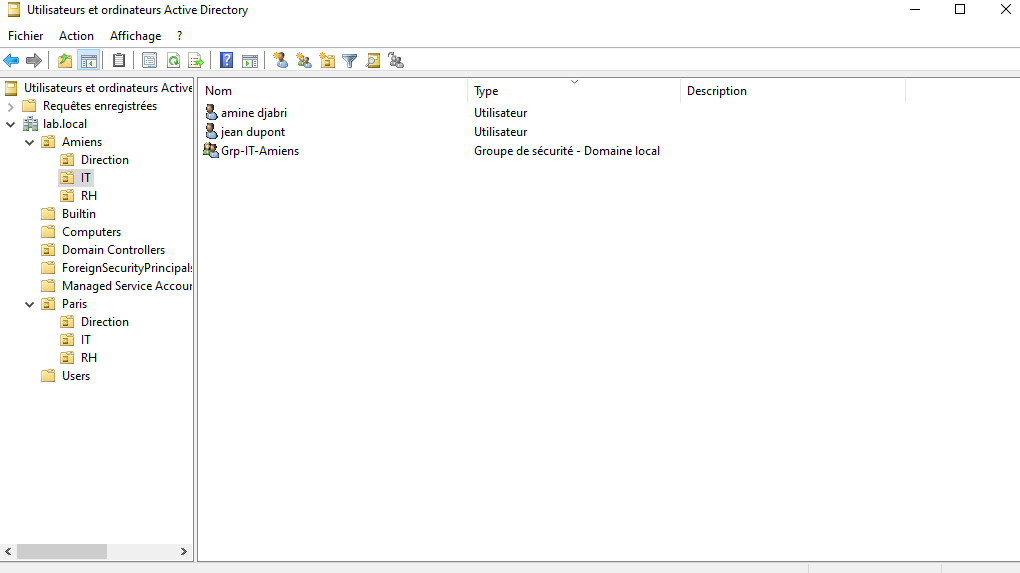 Utilisateurs et ordinateurs Active Directory
Fichier Action Affichage ?
Utilisateurs et ordinateurs Active
Requêtes enregistrées
lab.local
Amiens
Direction
IT
RH
Builtin
Computers
Domain Controllers
ForeignSecurityPrincipals
Managed Service Accour
Paris
Direction
IT
RH
Users
Nom Type Description
amine djabri Utilisateur
jean dupont Utilisateur
Grp-IT-Amiens Groupe de sécurité - Domaine local